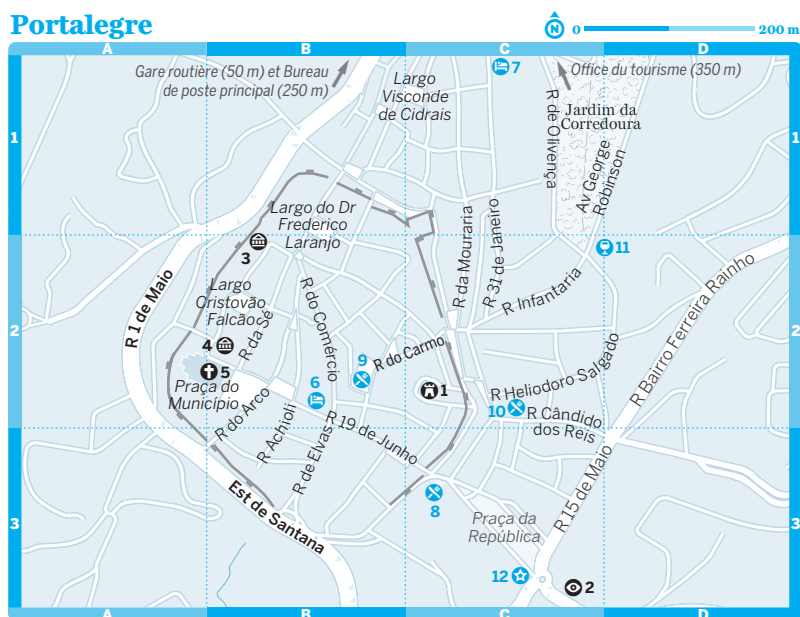 Portalegre
N 0 200 m
A B C D
Gare routière (50 m) et Bureau
de poste principal (250 m)
Largo
Visconde
de Cidrais
7
Office du tourisme (350 m)
Jardim da
Corredoura
R de Olivença
Av George
Robinson
1 1
Largo do Dr
Frederico
Laranjo
3
R da Mouraria
R 31 de Janeiro
11
R 1 de Maio
Largo
Cristovão
Falcão
R da Sé
R do Comércio
R Infantaria
R Bairro Ferreira Rainho
2 2
4
5
9
R do Carmo
Praça do
Município
6
1
R Heliodoro Salgado
10
R Cândido
dos Reis
R do Arco
R Achioli
R de Elvas
R 19 de Junho
R 15 de Maio
Est de Santana
8
Praça da
República
3 3
12
2
A B C D